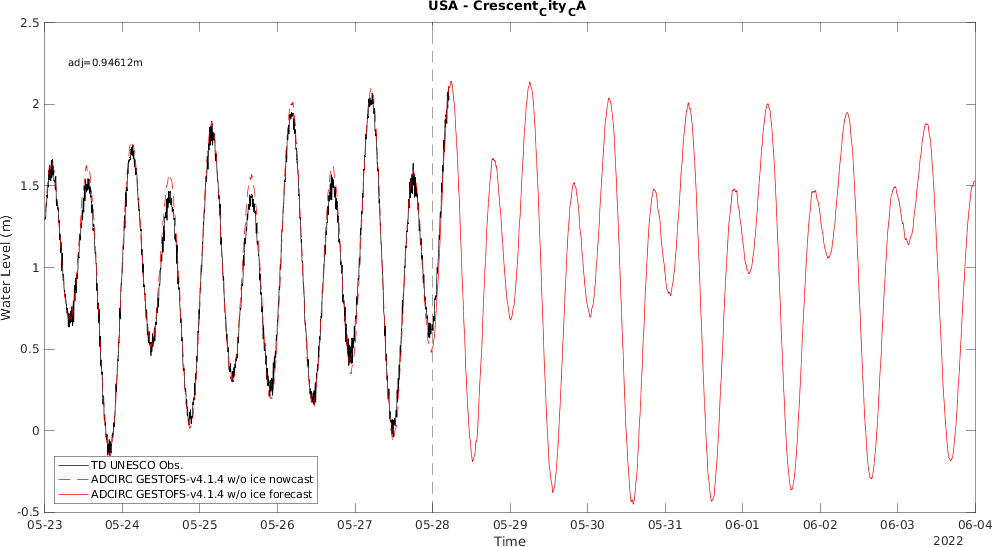 USA - CrescentCityCA
adj=0.94612m
Water Level (m)
2.5
2
1.5
1
0.5
0
-0.5
TD UNESCO Obs.
ADCIRC GESTOFS-v4.1.4 w/o ice nowcast
ADCIRC GESTOFS-v4.1.4 w/o ice forecast
05-23 05-24 05-25 05-26 05-27 05-28 05-29 05-30 05-31 06-01 06-02 06-03 06-04
Time
2022